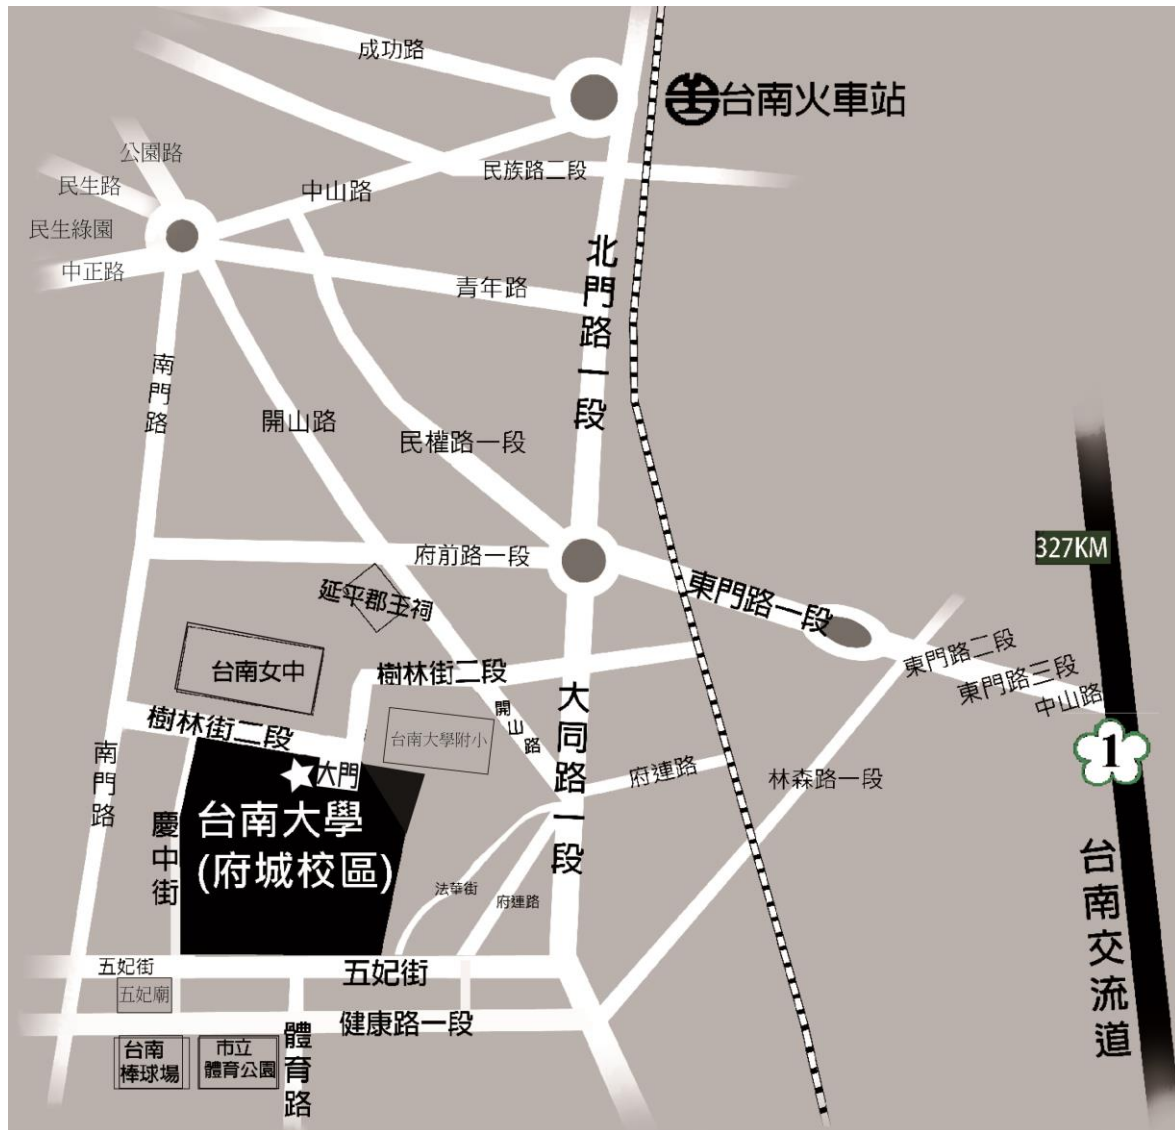 成功路
台南火車站
公園路
民族路二段
民生路
中山路
民生綠園
中正路
北門路一段
青年路
南門路
開山路
民權路一段
327KM
府前路一段
東門路一段
延平郡王祠
東門路二段
台南女中
樹林街二段
東門路三段
中山路
大同路一段
開山路
樹林街二段
台南大學附小
1
南門路
大門
府連路
林森路一段
台南大學
(府城校區)
慶中街
法華街
府連路
台南交流道
五妃街
五妃街
五妃廟
健康路一段
體育路
台南
棒球場
市立
體育公園